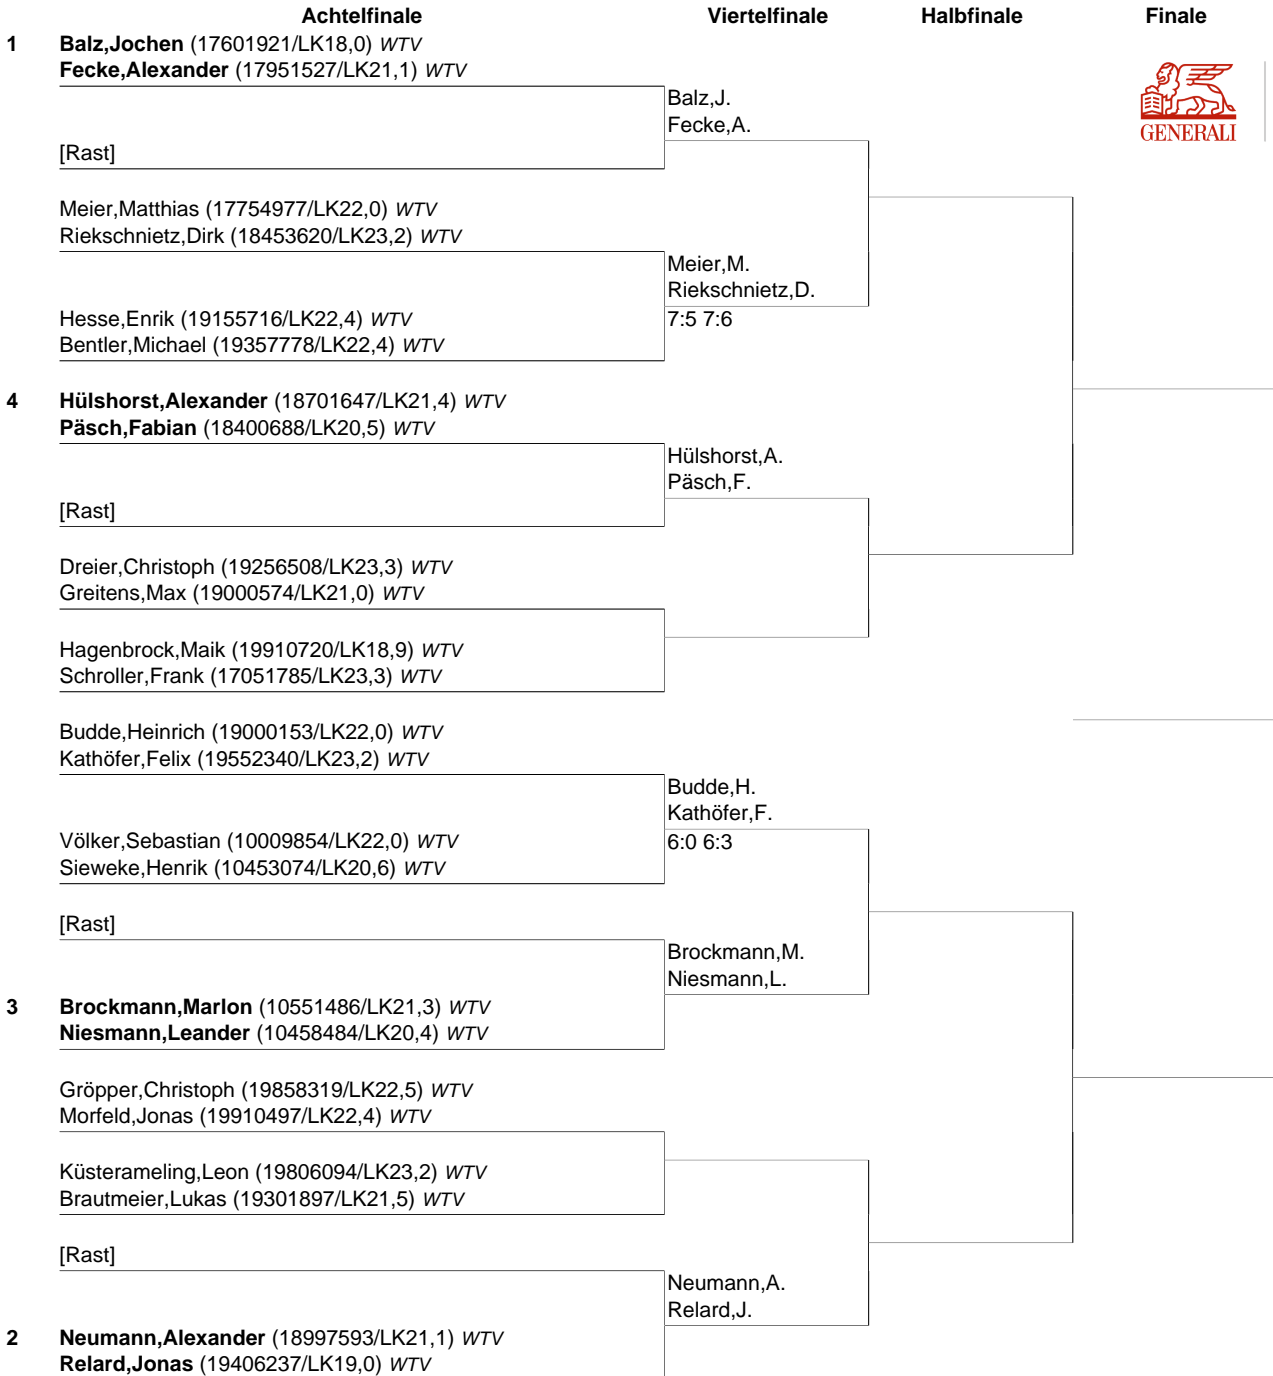 Achtelfinale Viertelfinale Halbfinale Finale
1 Balz,Jochen (17601921/LK18,0) WTV
Fecke,Alexander (17951527/LK21,1) WTV
GENERALI
Balz,J.
Fecke,A.
[Rast]
Meier,Matthias (17754977/LK22,0) WTV
Riekschnietz,Dirk (18453620/LK23,2) WTV
Meier,M.
Riekschnietz,D.
Hesse,Enrik (19155716/LK22,4) WTV 7:5 7:6
Bentler,Michael (19357778/LK22,4) WTV
4 Hülshorst,Alexander (18701647/LK21,4) WTV
Päsch,Fabian (18400688/LK20,5) WTV
Hülshorst,A.
Päsch,F.
[Rast]
Dreier,Christoph (19256508/LK23,3) WTV
Greitens,Max (19000574/LK21,0) WTV
Hagenbrock,Maik (19910720/LK18,9) WTV
Schroller,Frank (17051785/LK23,3) WTV
Budde,Heinrich (19000153/LK22,0) WTV
Kathöfer,Felix (19552340/LK23,2) WTV
Budde,H.
Kathöfer,F.
Völker,Sebastian (10009854/LK22,0) WTV 6:0 6:3
Sieweke,Henrik (10453074/LK20,6) WTV
[Rast]
Brockmann,M.
Niesmann,L.
3 Brockmann,Marlon (10551486/LK21,3) WTV
Niesmann,Leander (10458484/LK20,4) WTV
Gröpper,Christoph (19858319/LK22,5) WTV
Morfeld,Jonas (19910497/LK22,4) WTV
Küsterameling,Leon (19806094/LK23,2) WTV
Brautmeier,Lukas (19301897/LK21,5) WTV
[Rast]
Neumann,A.
Relard,J.
2 Neumann,Alexander (18997593/LK21,1) WTV
Relard,Jonas (19406237/LK19,0) WTV